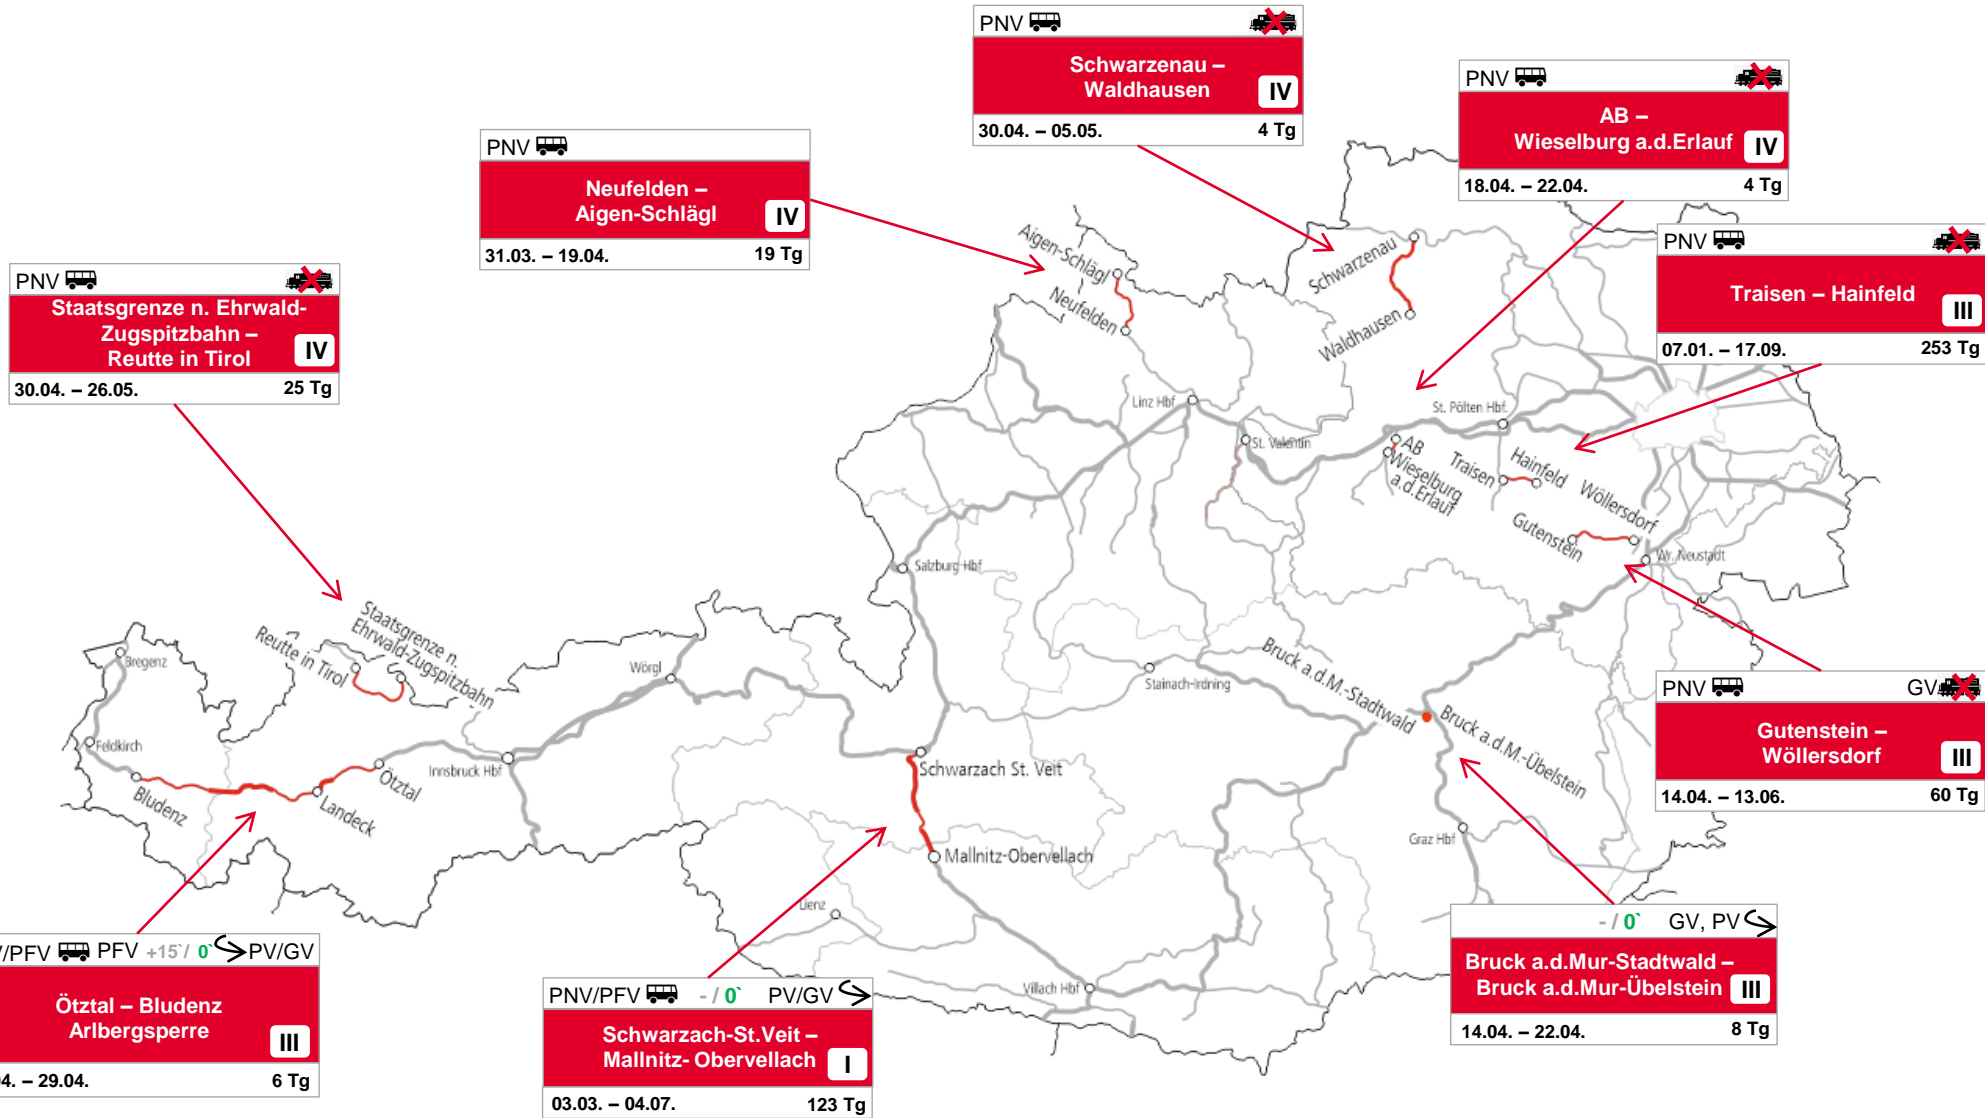 PNV
Schwarzenau –
Waldhausen
IV
30.04. – 05.05.
4 Tg
PNV
AB –
Wieselburg a.d.Erlauf
IV
18.04. – 22.04.
4 Tg
PNV
Neufelden –
Aigen-Schlägl
IV
31.03. – 19.04.
19 Tg
PNV
Traisen – Hainfeld
III
07.01. – 17.09.
253 Tg
PNV
Staatsgrenze n. Ehrwald-
Zugspitzbahn –
Reutte in Tirol
IV
30.04. – 26.05.
25 Tg
Aigen-Schlägl
Neufelden
Schwarzenau
Waldhausen
Linz Hbf
St. Valentin
St. Pölten Hbf.
AB
Wieselburg
a.d.Erlauf
Traisen
Hainfeld
Wöllersdorf
Gutenstein
Wr. Neustadt
Salzburg Hbf
Staatsgrenze n.
Ehrwald-Zugspitzbahn
Reutte in Tirol
Bregenz
Wörgl
Stainach-Irdning
Bruck a.d.M.-Stadtwald
Bruck a.d.M.-Übelstein
Feldkirch
Bludenz
Landeck
Ötztal
Innsbruck Hbf
Schwarzach St. Veit
Mallnitz-Obervellach
Lienz
Villach Hbf
Graz Hbf
PNV
GV
Gutenstein –
Wöllersdorf
III
14.04. – 13.06.
60 Tg
/PFV PFV +15`/ 0` PV/GV
Ötztal – Bludenz
Arlbergsperre
III
4. – 29.04.
6 Tg
PNV/PFV - / 0` PV/GV
Schwarzach-St.Veit –
Mallnitz- Obervellach
I
03.03. – 04.07.
123 Tg
- / 0` GV, PV
Bruck a.d.Mur-Stadtwald –
Bruck a.d.Mur-Übelstein
III
14.04. – 22.04.
8 Tg